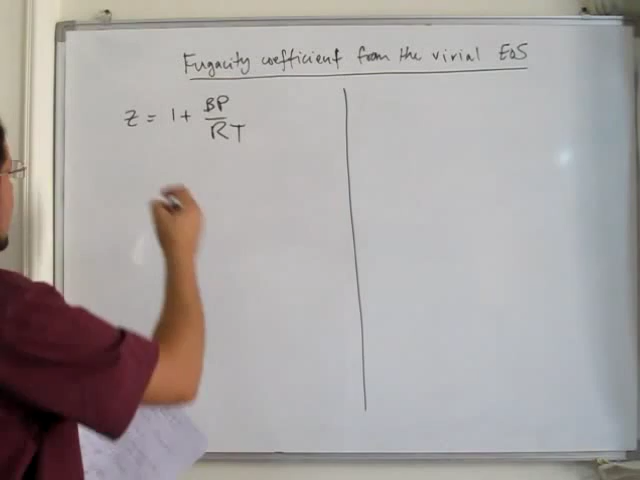 Fugacity coefficient from the virial EoS
Z = 1 + BP/RT